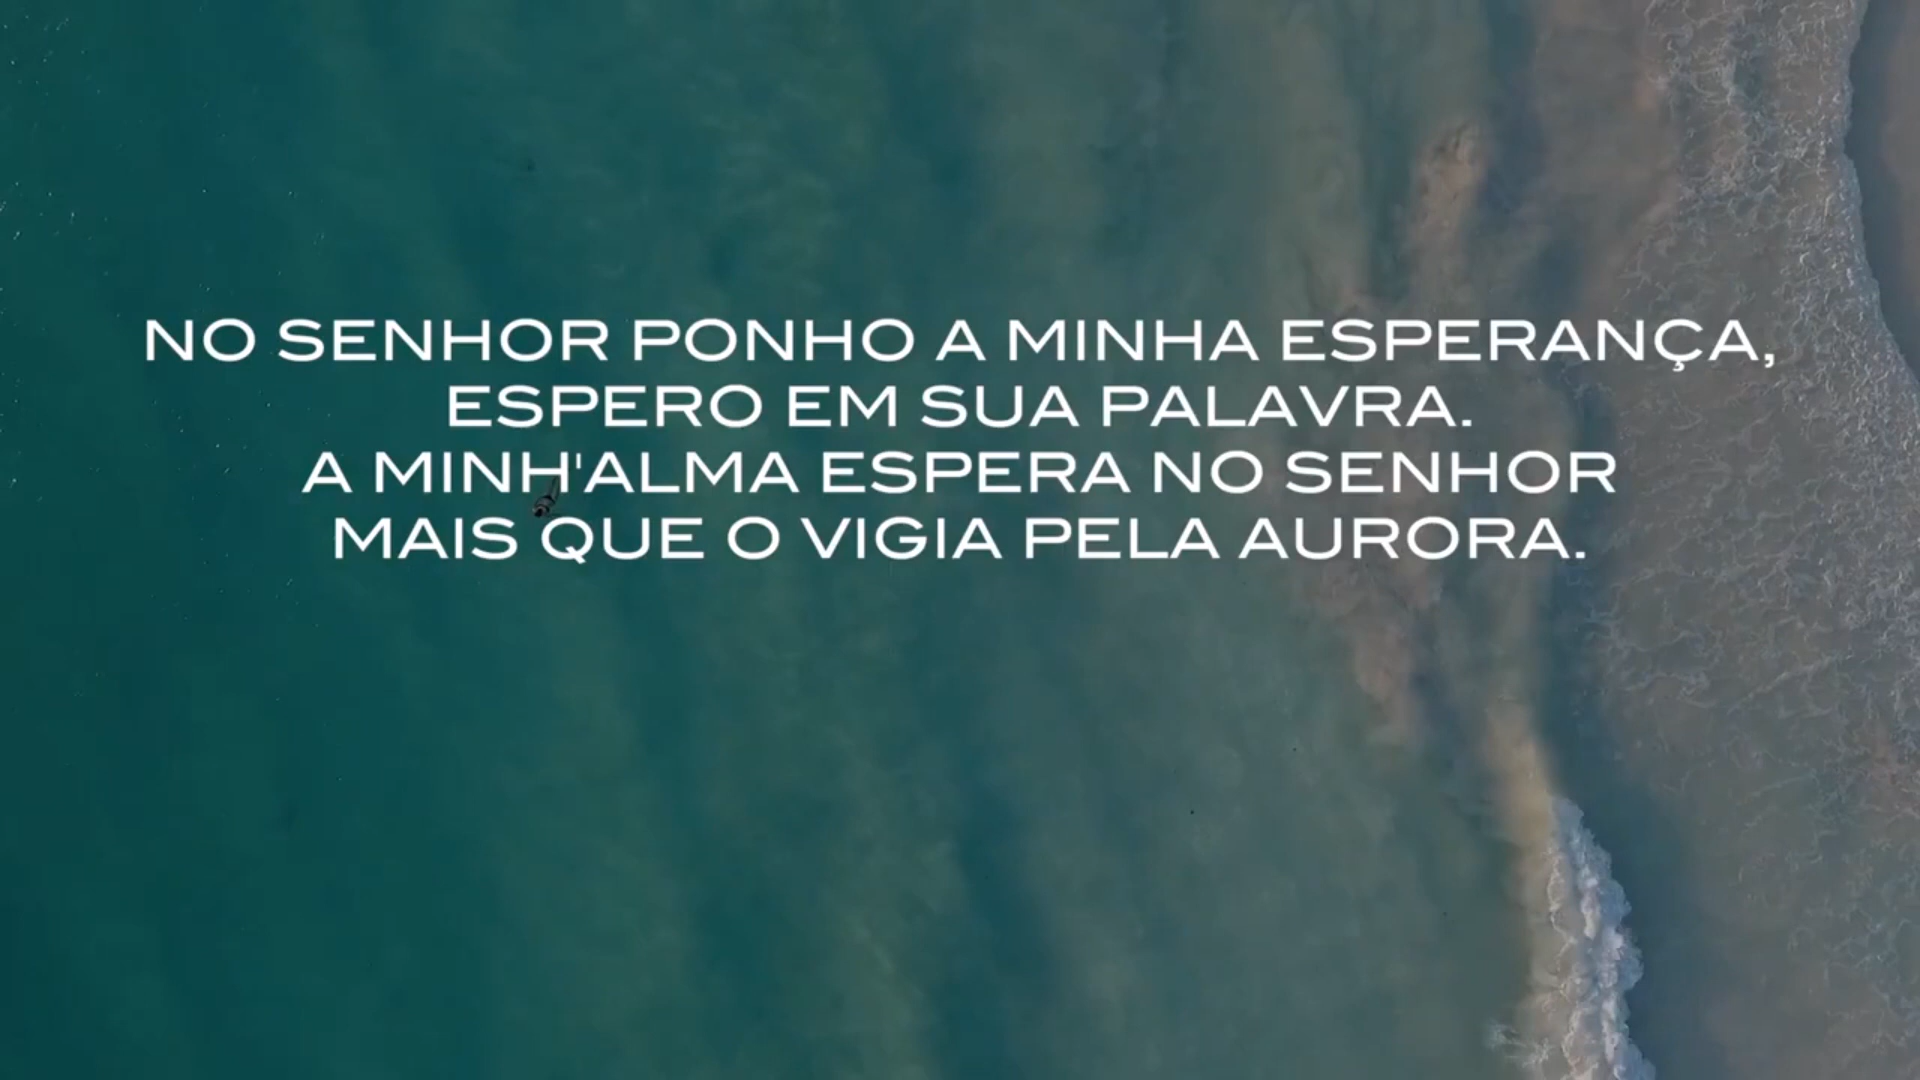 NO SENHOR PONHO A MINHA ESPERANÇA,
ESPERO EM SUA PALAVRA.
A MINH'ALMA ESPERA NO SENHOR
MAIS QUE O VIGIA PELA AURORA.